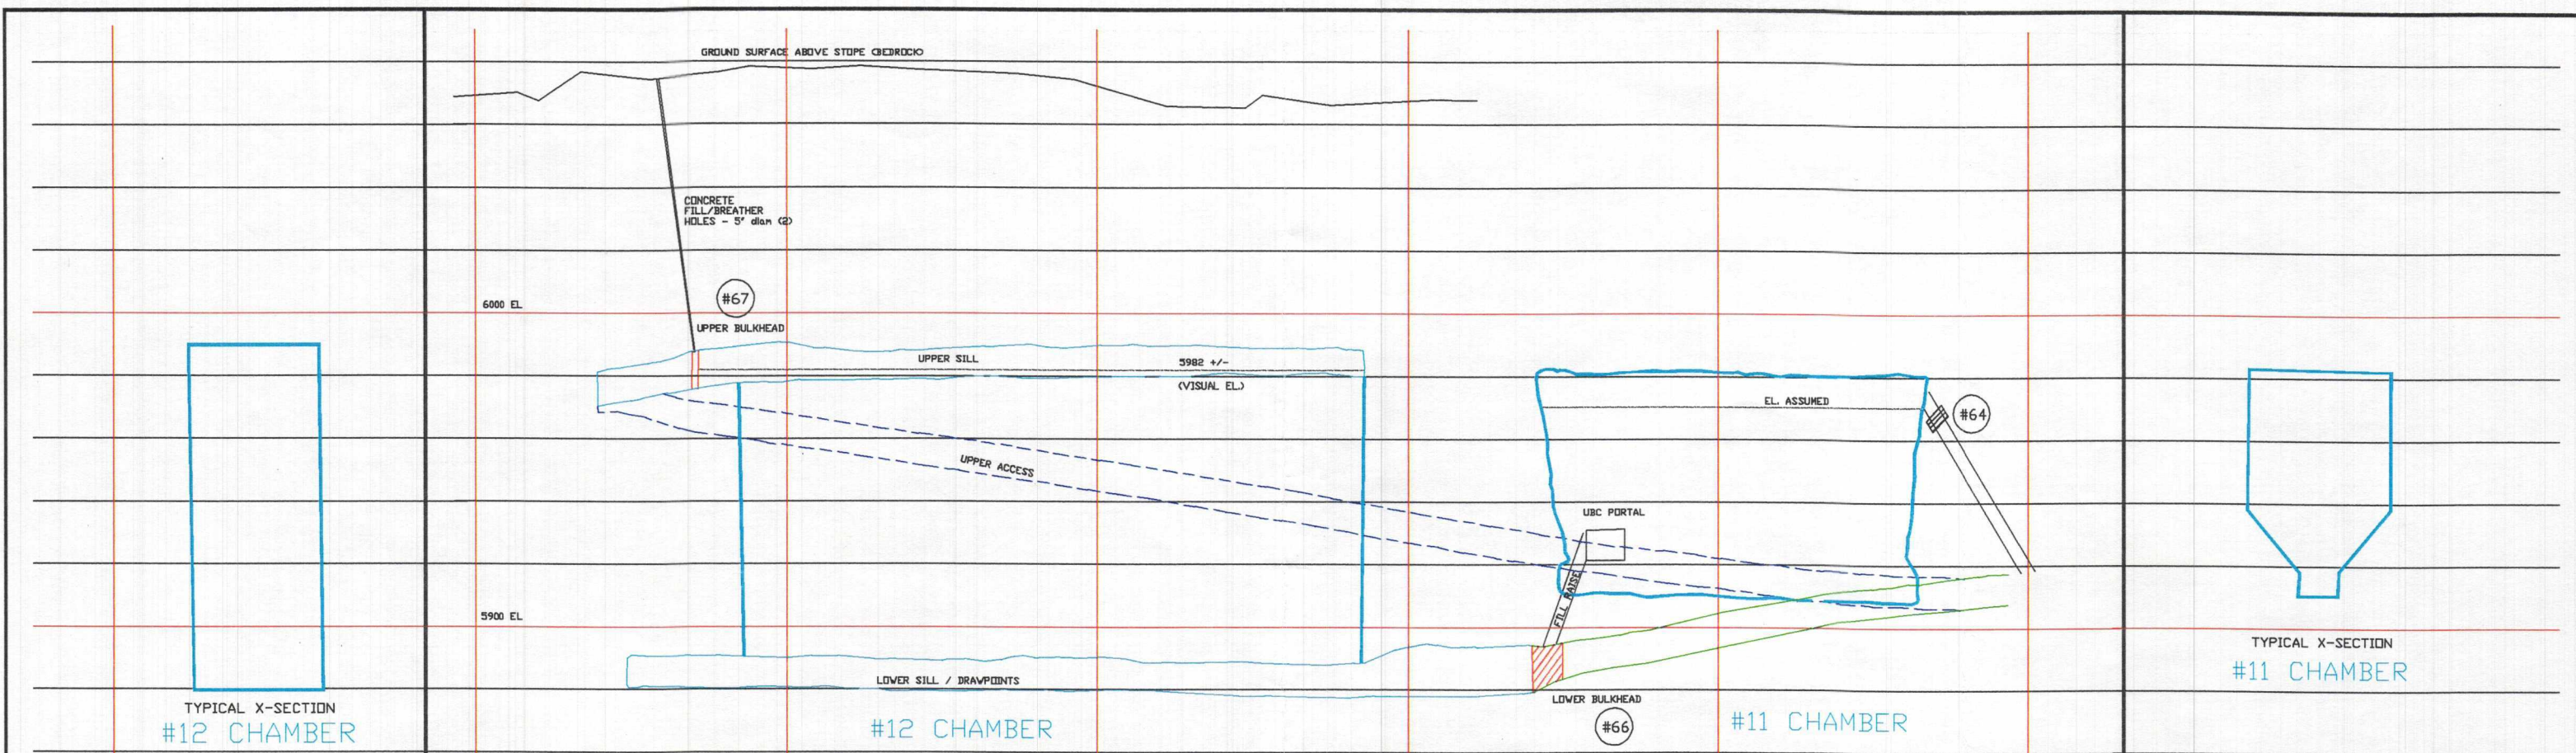 GROUND SURFACE ABOVE STOPE (BEDROCK)
CONCRETE
FILL/BREATHER
HOLES - 5" diam (2)
#67
6000 EL
UPPER BULKHEAD
UPPER SILL
5982 +/-
(VISUAL EL.)
EL. ASSUMED
#64
UPPER ACCESS
UBC PORTAL
FILL RAISE
5900 EL
LOWER SILL / DRAWPOINTS
LOWER BULKHEAD
#66
TYPICAL X-SECTION
#12 CHAMBER
#12 CHAMBER
#11 CHAMBER
TYPICAL X-SECTION
#11 CHAMBER